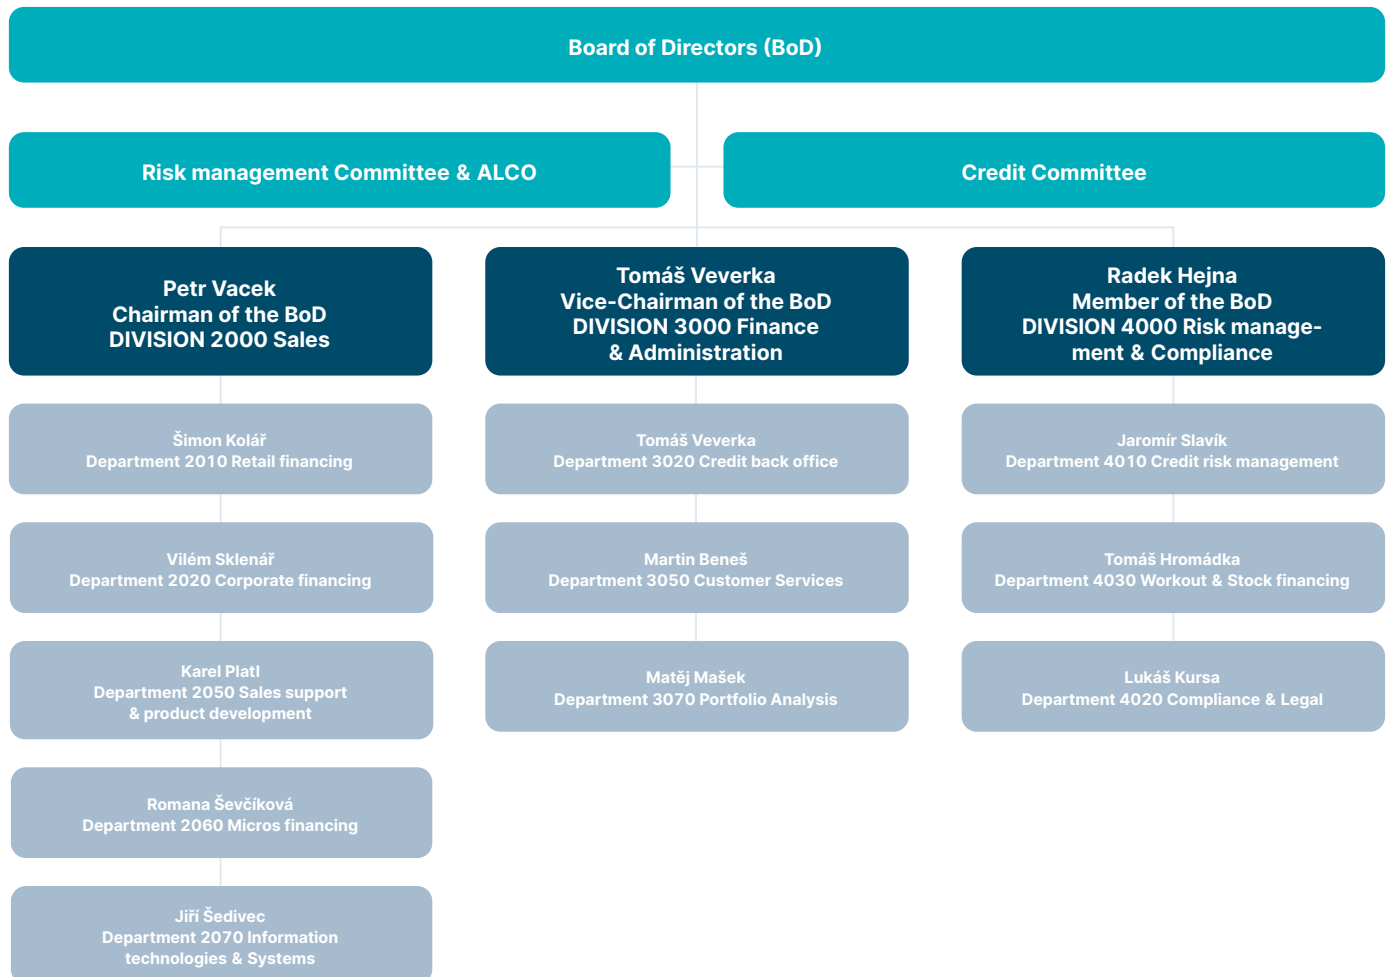 Board of Directors (BoD)
Risk management Committee & ALCO
Credit Committee
Petr Vacek
Chairman of the BoD
DIVISION 2000 Sales
Tomáš Veverka
Vice-Chairman of the BoD
DIVISION 3000 Finance
& Administration
Radek Hejna
Member of the BoD
DIVISION 4000 Risk manage-
ment & Compliance
Šimon Kolář
Department 2010 Retail financing
Tomáš Veverka
Department 3020 Credit back office
Jaromír Slavík
Department 4010 Credit risk management
Vilém Sklenář
Department 2020 Corporate financing
Martin Beneš
Department 3050 Customer Services
Tomáš Hromádka
Department 4030 Workout & Stock financing
Karel Platl
Department 2050 Sales support
& product development
Matěj Mašek
Department 3070 Portfolio Analysis
Lukáš Kursa
Department 4020 Compliance & Legal
Romana Ševčíková
Department 2060 Micros financing
Jiří Šedivec
Department 2070 Information
technologies & Systems